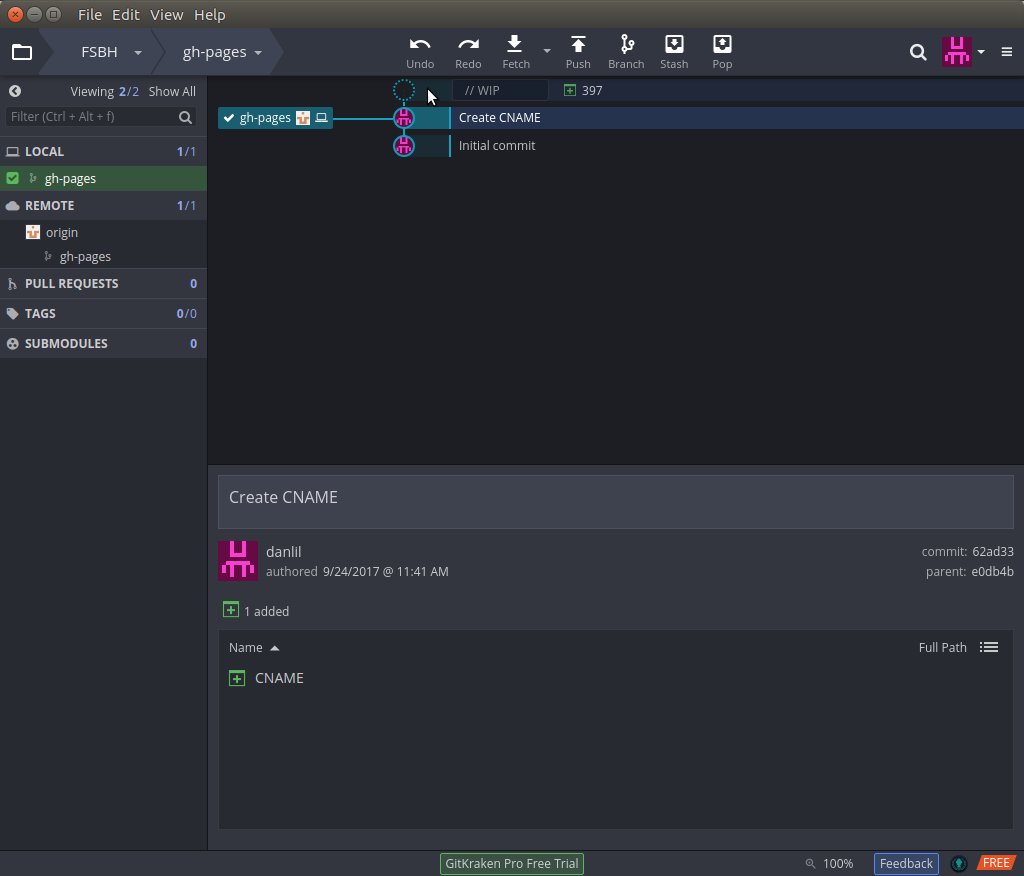 File Edit View Help
FSBH gh-pages Undo Redo Fetch Push Branch Stash Pop
Viewing 2/2 Show All
Filter (Ctrl + Alt + f)
LOCAL 1/1
gh-pages
REMOTE 1/1
origin
gh-pages
PULL REQUESTS 0
TAGS 0/0
SUBMODULES 0
// WIP 397
gh-pages Create CNAME
Initial commit
Create CNAME
danlil commit: 62ad33
authored 9/24/2017 @ 11:41 AM parent: e0db4b
1 added
Name Full Path
CNAME
GitKraken Pro Free Trial 100% Feedback FREE